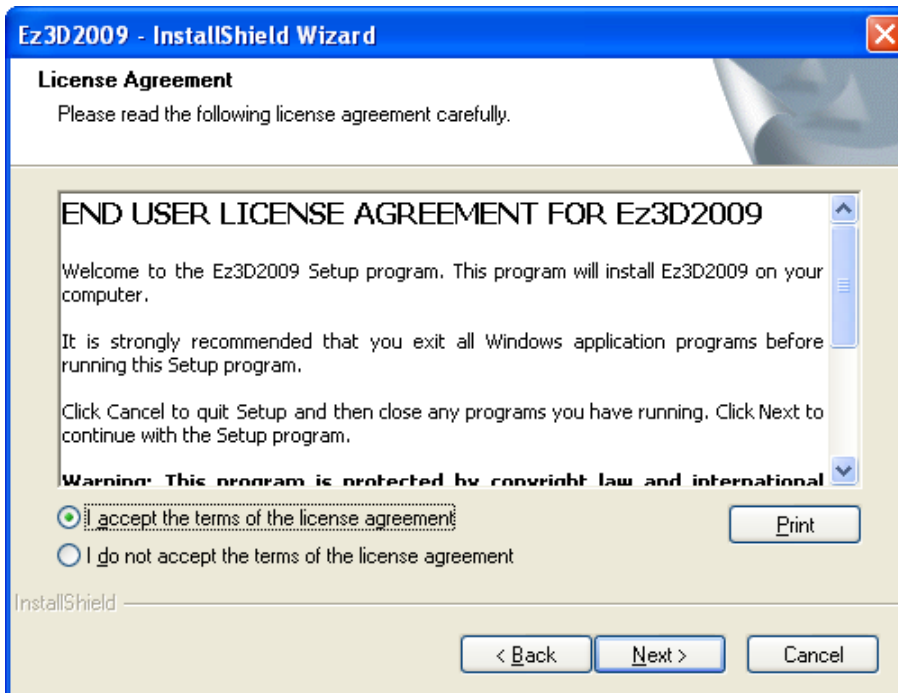 Ez3D2009 - InstallShield Wizard
License Agreement
Please read the following license agreement carefully.
END USER LICENSE AGREEMENT FOR Ez3D2009
Welcome to the Ez3D2009 Setup program. This program will install Ez3D2009 on your
computer.
It is strongly recommended that you exit all Windows application programs before
running this Setup program.
Click Cancel to quit Setup and then close any programs you have running. Click Next to
continue with the Setup program.
Warning: This program is protected by copyright law and international
I accept the terms of the license agreement
Print
I do not accept the terms of the license agreement
InstallShield
< Back Next > Cancel